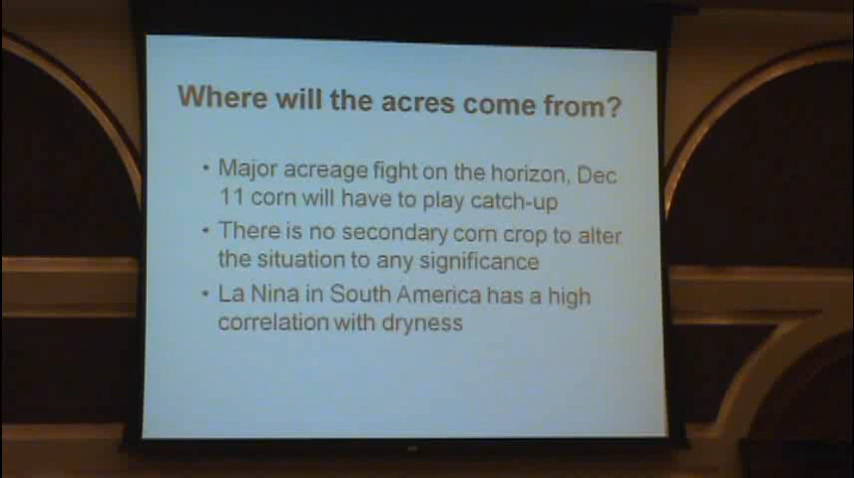 Where will the acres come from?
• Major acreage fight on the horizon, Dec
11 corn will have to play catch-up
• There is no secondary corn crop to alter
the situation to any significance
• La Nina in South America has a high
correlation with dryness